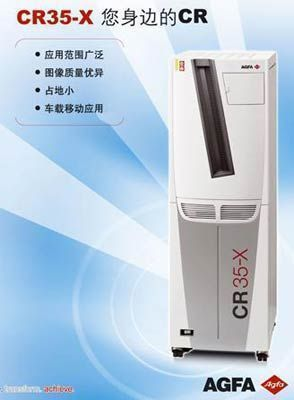 CR35-X 您身边的CR
• 应用范围广泛
• 图像质量优异
• 占地小
• 车载移动应用
AGFA
CR 35-X
transform. achieve.
AGFA Agfa